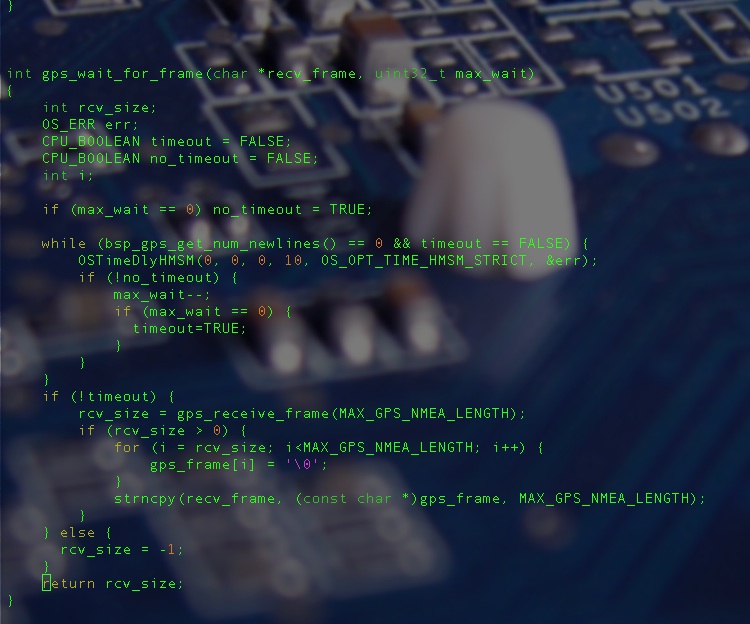 }
int gps_wait_for_frame(char *recv_frame, uint32_t max_wait)
{
    int rcv_size;
    OS_ERR err;
    CPU_BOOLEAN timeout = FALSE;
    CPU_BOOLEAN no_timeout = FALSE;
    int i;

    if (max_wait == 0) no_timeout = TRUE;

    while (bsp_gps_get_num_newlines() == 0 && timeout == FALSE) {
        OSTimeDlyHMSM(0, 0, 0, 10, OS_OPT_TIME_HMSM_STRICT, &err);
        if (!no_timeout) {
            max_wait--;
            if (max_wait == 0) {
              timeout=TRUE;
            }
        }
    }
    if (!timeout) {
        rcv_size = gps_receive_frame(MAX_GPS_NMEA_LENGTH);
        if (rcv_size > 0) {
            for (i = rcv_size; i<MAX_GPS_NMEA_LENGTH; i++) {
                gps_frame[i] = '\0';
            }
            strncpy(recv_frame, (const char *)gps_frame, MAX_GPS_NMEA_LENGTH);
        }
    } else {
      rcv_size = -1;
    }
    return rcv_size;
}
U501
U502